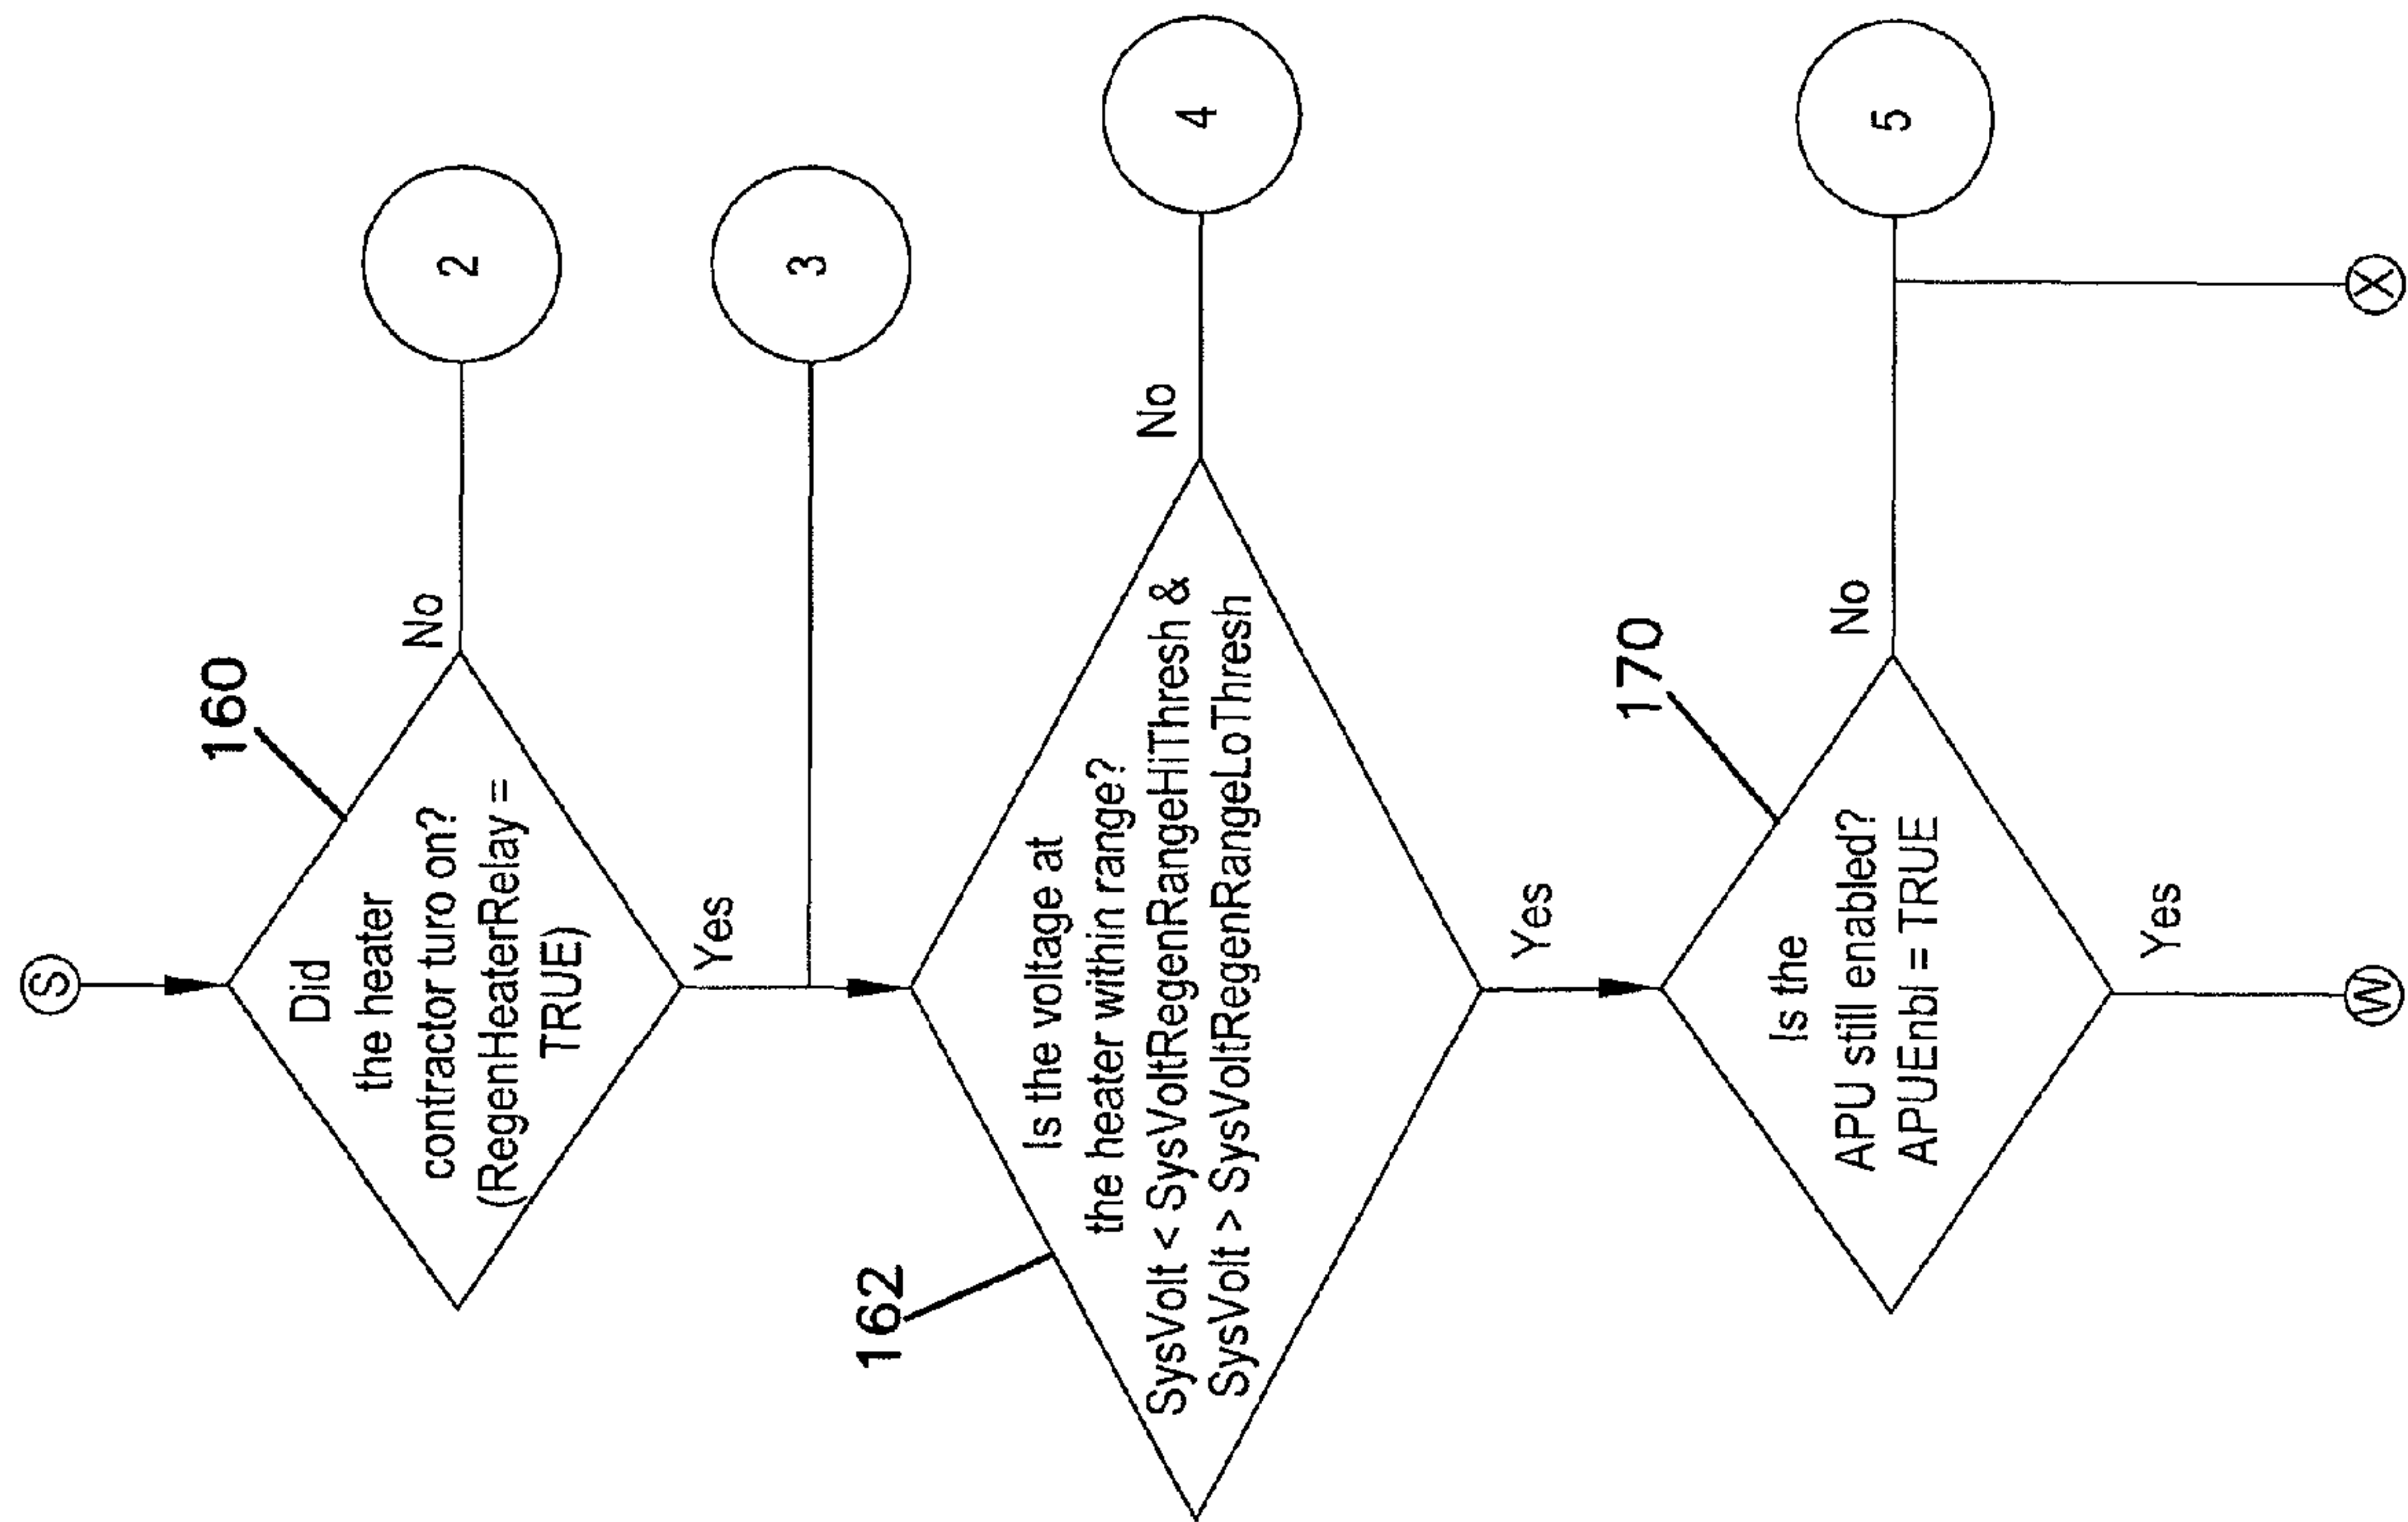 S
160
Did
the heater
contractor turo on?
(RegenHeaterRelay =
TRUE)
No
2
Yes
3
162
Is the voltage at
the heater within range?
SysVolt < SysVoltRegenRangeHiThresh &
SysVolt > SysVoltRegenRangeLoThresh
No
4
Yes
170
Is the
APU still enabled?
APUEnbl = TRUE
No
5
Yes
W
X